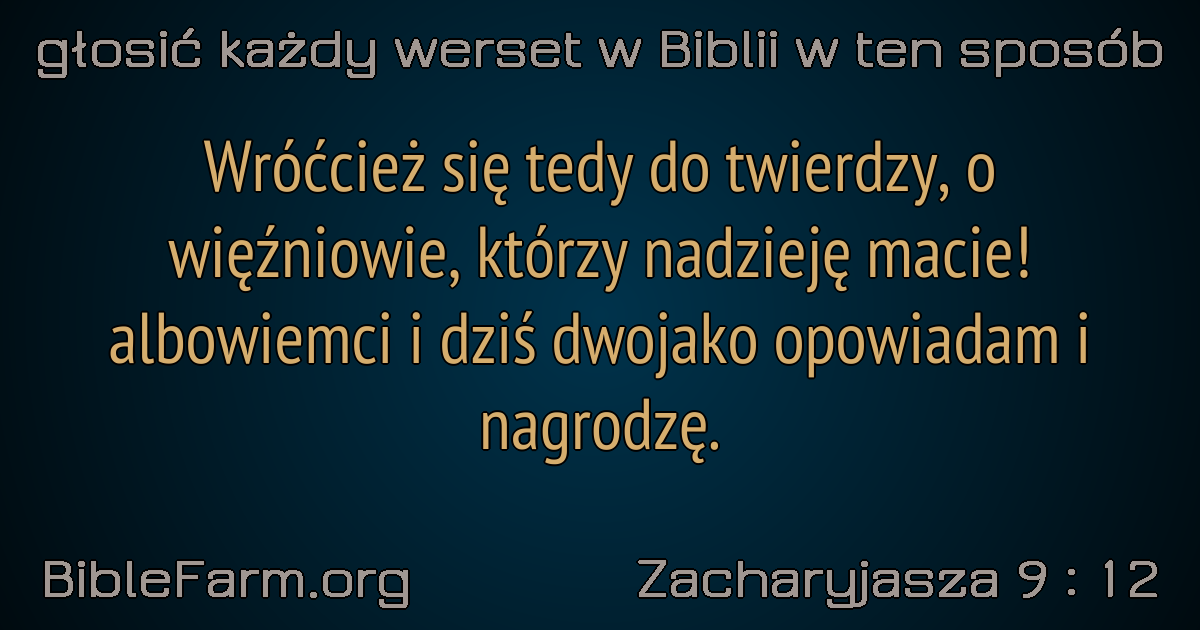 głosić każdy werset w Biblii w ten sposób
Wróćcież się tedy do twierdzy, o
więźniowie, którzy nadzieję macie!
albowiemci i dziś dwojako opowiadam i
nagrodzę.
BibleFarm.org
Zacharyjasza 9 : 12